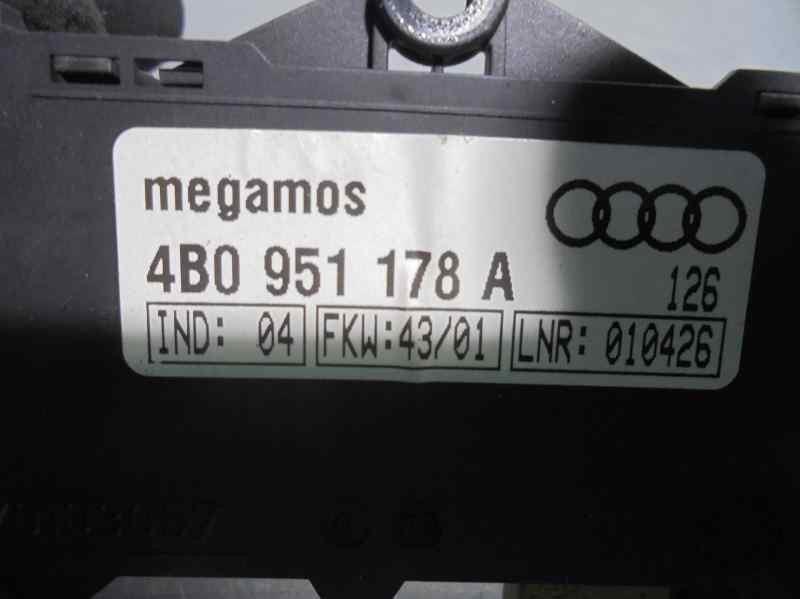 megamos
4B0 951 178 A
126
IND: 04 FKW:43/01 LNR: 010426